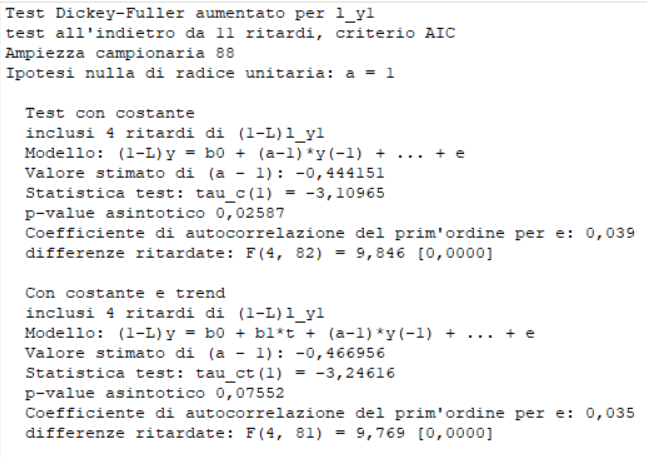 Test Dickey-Fuller aumentato per l_y1
test all'indietro da 11 ritardi, criterio AIC
Ampiezza campionaria 88
Ipotesi nulla di radice unitaria: a = 1
Test con costante
inclusi 4 ritardi di (1-L)l_y1
Modello: (1-L)y = b0 + (a-1)*y(-1) + ... + e
Valore stimato di (a - 1): -0,444151
Statistica test: tau_c(1) = -3,10965
p-value asintotico 0,02587
Coefficiente di autocorrelazione del prim'ordine per e: 0,039
differenze ritardate: F(4, 82) = 9,846 [0,0000]
Con costante e trend
inclusi 4 ritardi di (1-L)l_y1
Modello: (1-L)y = b0 + b1*t + (a-1)*y(-1) + ... + e
Valore stimato di (a - 1): -0,466956
Statistica test: tau_ct(1) = -3,24616
p-value asintotico 0,07552
Coefficiente di autocorrelazione del prim'ordine per e: 0,035
differenze ritardate: F(4, 81) = 9,769 [0,0000]